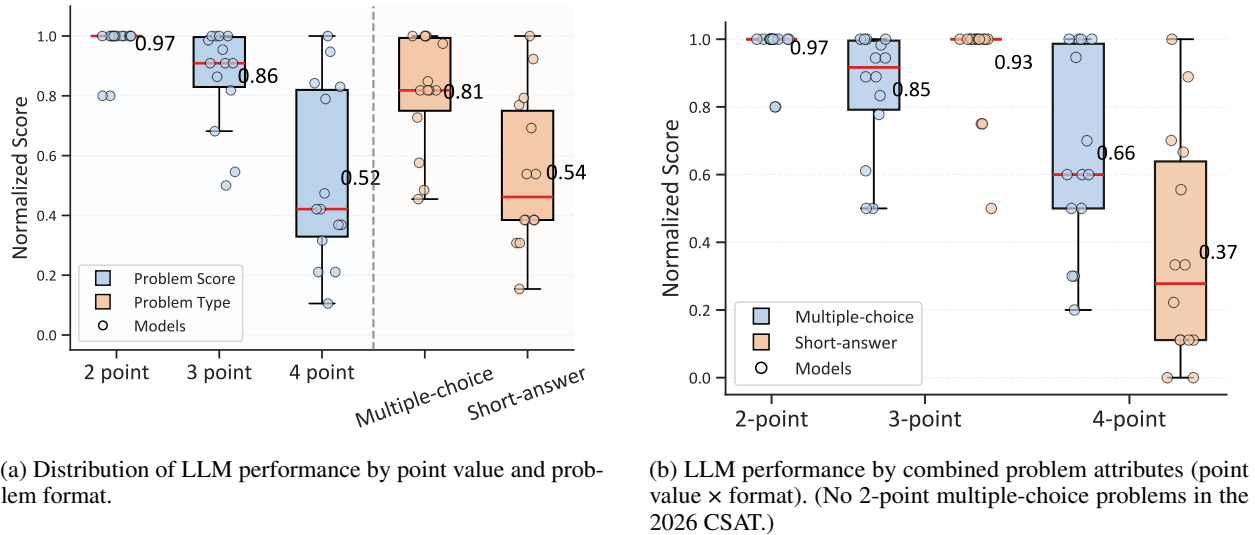 Normalized Score
1.0
0.8
0.6
0.4
0.2
0.0
0.97
0.86
0.52
0.81
0.54
Problem Score
Problem Type
Models
2 point
3 point
4 point
Multiple-choice
Short-answer
(a) Distribution of LLM performance by point value and prob-
lem format.
Normalized Score
1.0
0.8
0.6
0.4
0.2
0.0
0.97
0.85
0.93
0.66
0.37
Multiple-choice
Short-answer
Models
2-point
3-point
4-point
(b) LLM performance by combined problem attributes (point
value × format). (No 2-point multiple-choice problems in the
2026 CSAT.)